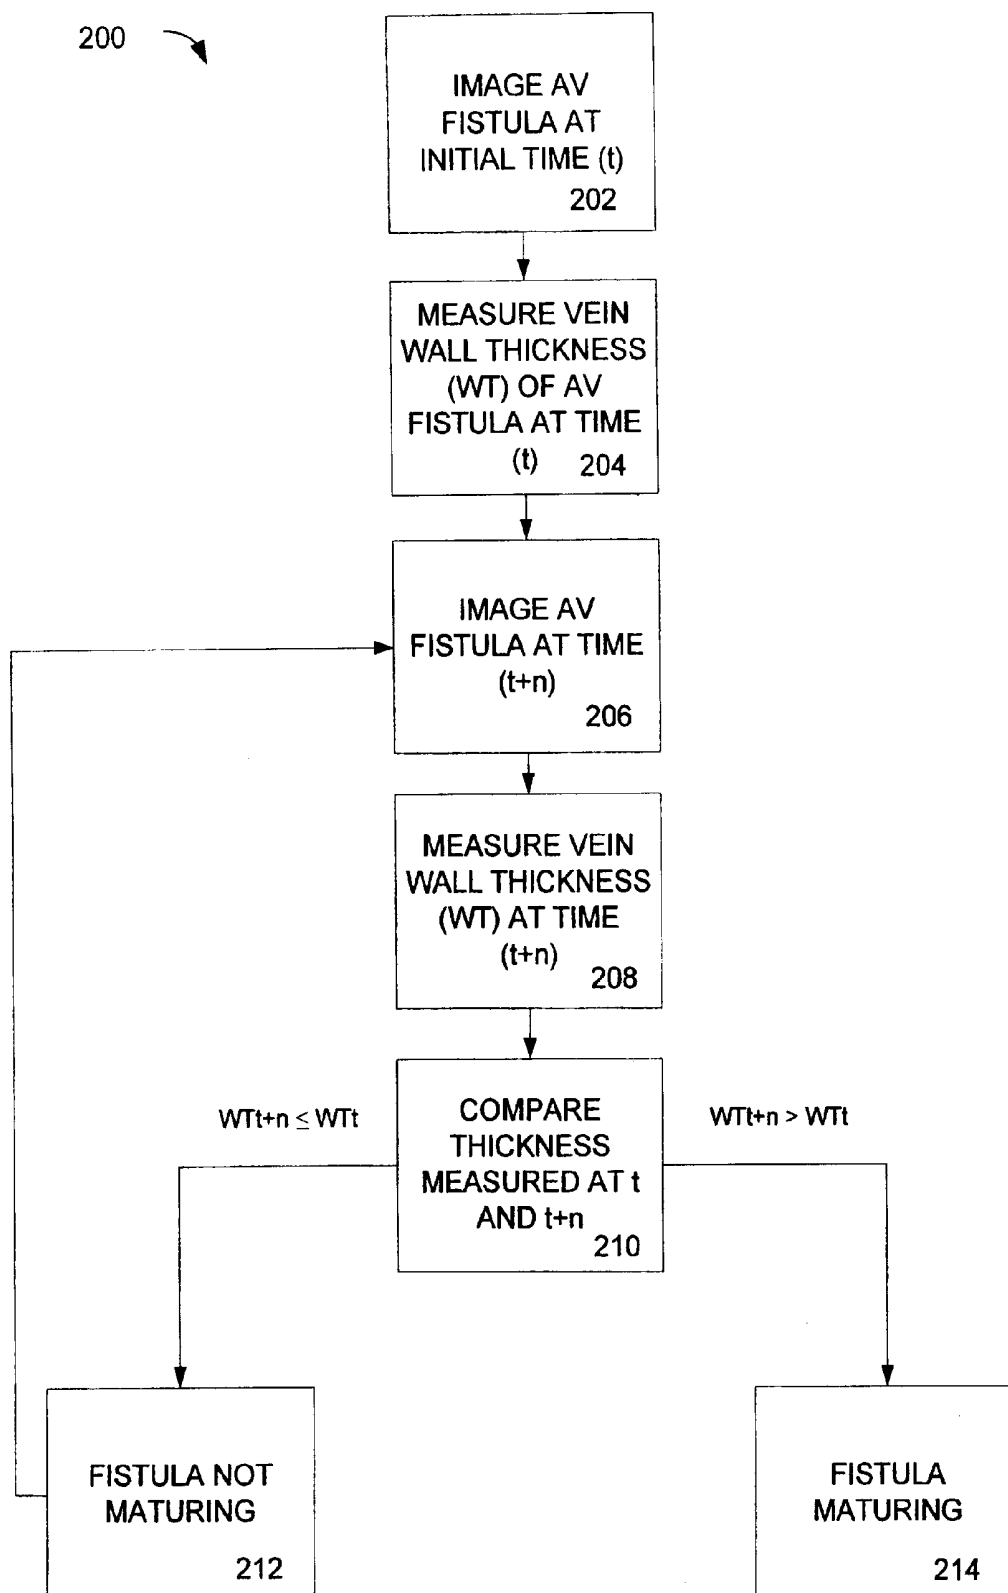 200
IMAGE AV
FISTULA AT
INITIAL TIME (t)
202
MEASURE VEIN
WALL THICKNESS
(WT) OF AV
FISTULA AT TIME
(t) 204
IMAGE AV
FISTULA AT TIME
(t+n)
206
MEASURE VEIN
WALL THICKNESS
(WT) AT TIME
(t+n)
208
WTt+n ≤ WTt
COMPARE
THICKNESS
MEASURED AT t
AND t+n
210
WTt+n > WTt
FISTULA NOT
MATURING
212
FISTULA
MATURING
214